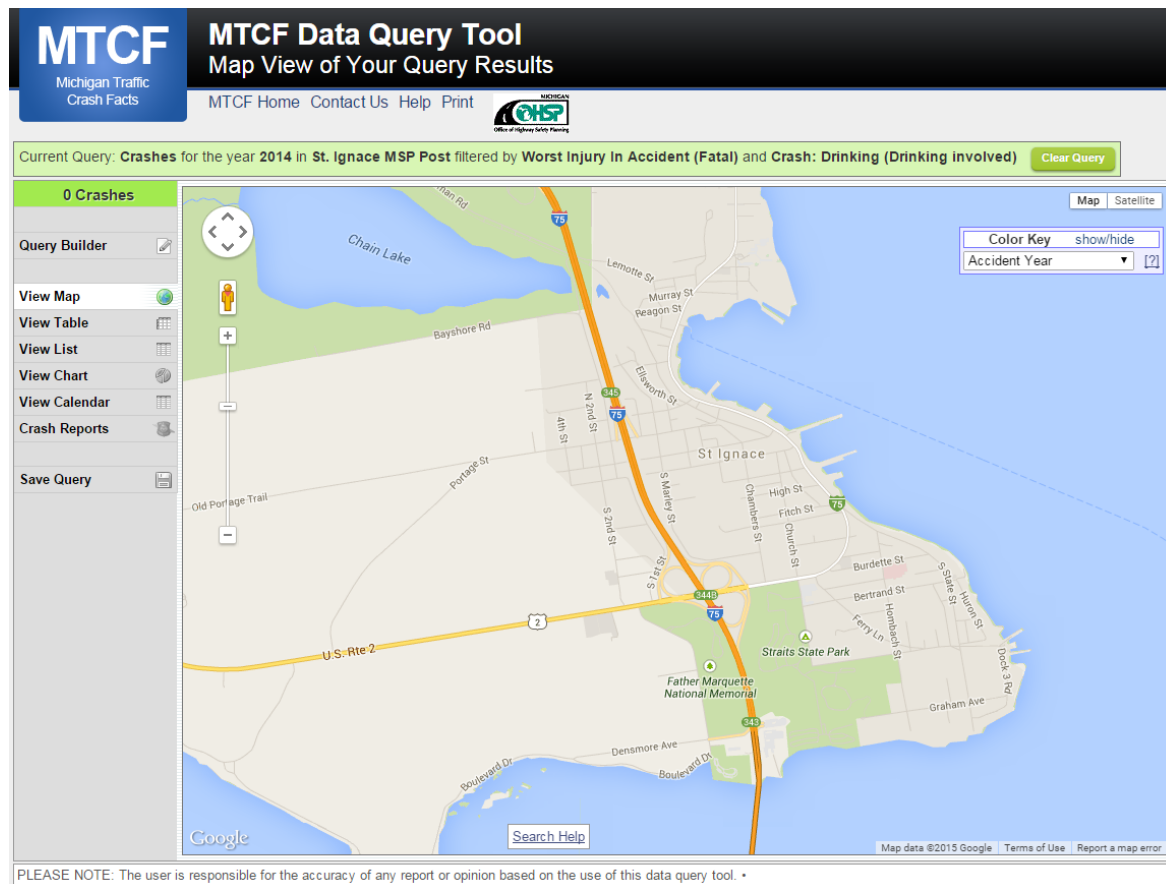 MTCF
Michigan Traffic
Crash Facts
MTCF Data Query Tool
Map View of Your Query Results
MTCF Home Contact Us Help Print
MICHIGAN
OHSP
Office of Highway Safety Planning
Current Query: Crashes for the year 2014 in St. Ignace MSP Post filtered by Worst Injury In Accident (Fatal) and Crash: Drinking (Drinking involved) Clear Query
0 Crashes
Query Builder
View Map
View Table
View List
View Chart
View Calendar
Crash Reports
Save Query
Map Satellite
Color Key show/hide
Accident Year [?]
man Rd
75
Chain Lake
Lemotte St
Murray St
Reagon St
Bayshore Rd
Ellsworth St
345
75
N 2nd St
4th St
St Ignace
Portage St
S Marley St
Chambers St
High St
75
Old Portage Trail
Fitch St
S 2nd St
Church St
Burdette St
S 1st St
S State St
344B
Bertrand St
Huron St
75
Hombach St
2
Ferry Ln
U.S. Rte 2
Straits State Park
Dock 3 Rd
Father Marquette
National Memorial
Graham Ave
343
Densmore Ave
Boulevard Dr
Boulevard Dr
Google
Search Help
Map data ©2015 Google Terms of Use Report a map error
PLEASE NOTE: The user is responsible for the accuracy of any report or opinion based on the use of this data query tool. •